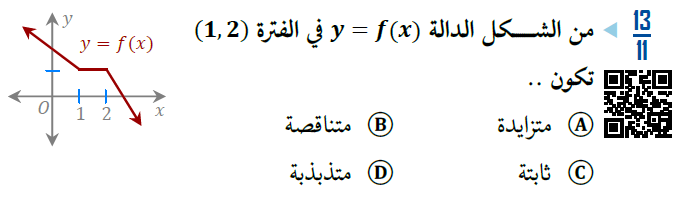 13/11 من الشكل الدالة y = f(x) في الفترة (1, 2)
تكون ..
A متزايدة B متناقصة
C ثابتة D متذبذبة
y
y = f(x)
O 1 2 x